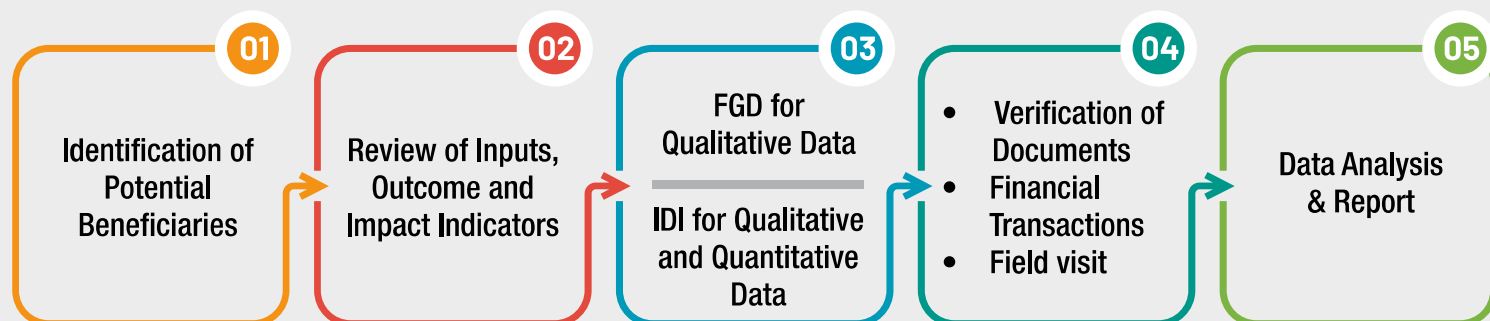 01
Identification of
Potential
Beneficiaries
02
Review of Inputs,
Outcome and
Impact Indicators
03
FGD for
Qualitative Data
IDI for Qualitative
and Quantitative
Data
04
• Verification of
Documents
• Financial
Transactions
• Field visit
05
Data Analysis
& Report